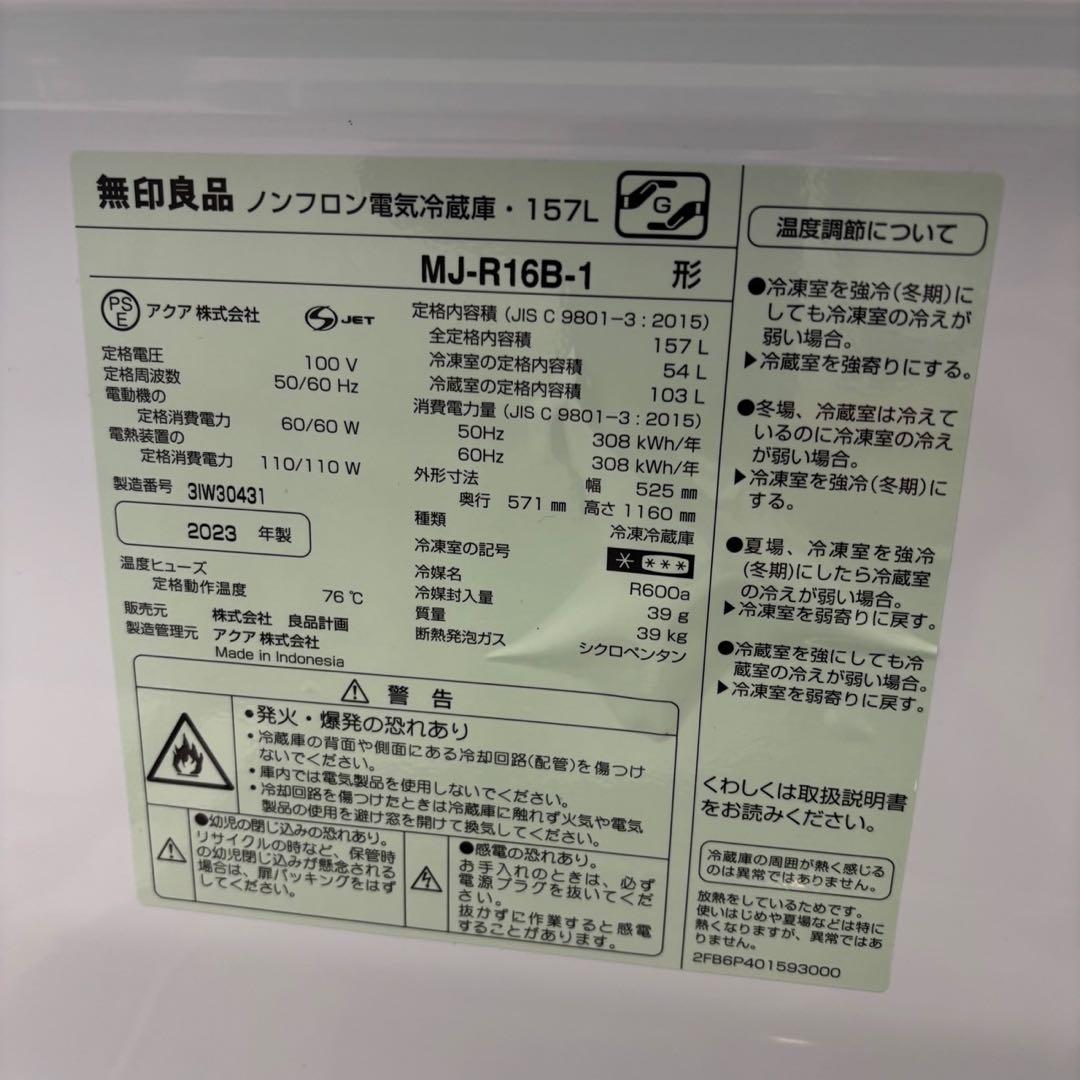 無印良品 ノンフロン電気冷蔵庫・157L
G
MJ-R16B-1 形
PSE アクア株式会社 S JET
定格電圧 100 V
定格周波数 50/60 Hz
電動機の
定格消費電力 60/60 W
電熱装置の
定格消費電力 110/110 W
製造番号 3IW30431
2023 年製
温度ヒューズ
定格動作温度 76℃
販売元 株式会社 良品計画
製造管理元 アクア株式会社
Made in Indonesia
定格内容積 (JIS C 9801-3 : 2015)
全定格内容積 157 L
冷凍室の定格内容積 54 L
冷蔵室の定格内容積 103 L
消費電力量 (JIS C 9801-3 : 2015)
50Hz 308 kWh/年
60Hz 308 kWh/年
外形寸法 幅 525 ㎜
奥行 571 ㎜ 高さ 1160 ㎜
種類 冷凍冷蔵庫
冷凍室の記号 * ***
冷媒名 R600a
冷媒封入量 39 g
質量 39 kg
断熱発泡ガス シクロペンタン
⚠ 警告
●発火・爆発の恐れあり
・冷蔵庫の背面や側面にある冷却回路(配管)を傷つけ
ないでください。
・庫内では電気製品を使用しないでください。
・冷却回路を傷つけたときは冷蔵庫に触れず火気や電気
製品の使用を避け窓を開けて換気してください。
●幼児の閉じ込みの恐れあり。
リサイクルの時など、保管時
の幼児閉じ込みが懸念される
場合は、扉パッキングをはず
してください。
●感電の恐れあり。
お手入れのときは、必ず
電源プラグを抜いてくだ
さい。
抜かずに作業すると感電
することがあります。
温度調節について
●冷凍室を強冷(冬期)に
しても冷凍室の冷えが
弱い場合。
▶冷蔵室を強寄りにする。
●冬場、冷蔵室は冷えて
いるのに冷凍室の冷え
が弱い場合。
▶冷凍室を強冷(冬期)に
する。
●夏場、冷凍室を強冷
(冬期)にしたら冷蔵室
の冷えが弱い場合。
▶冷凍室を弱寄りに戻す。
●冷蔵室を強にしても冷
蔵室の冷えが弱い場合。
▶冷凍室を弱寄りに戻す。
くわしくは取扱説明書
をお読みください。
冷蔵庫の周囲が熱く感じる
のは異常ではありません。
放熱をしているためです。
使いはじめや夏場などは特に
熱くなりますが、異常ではあ
りません。
2FB6P401593000